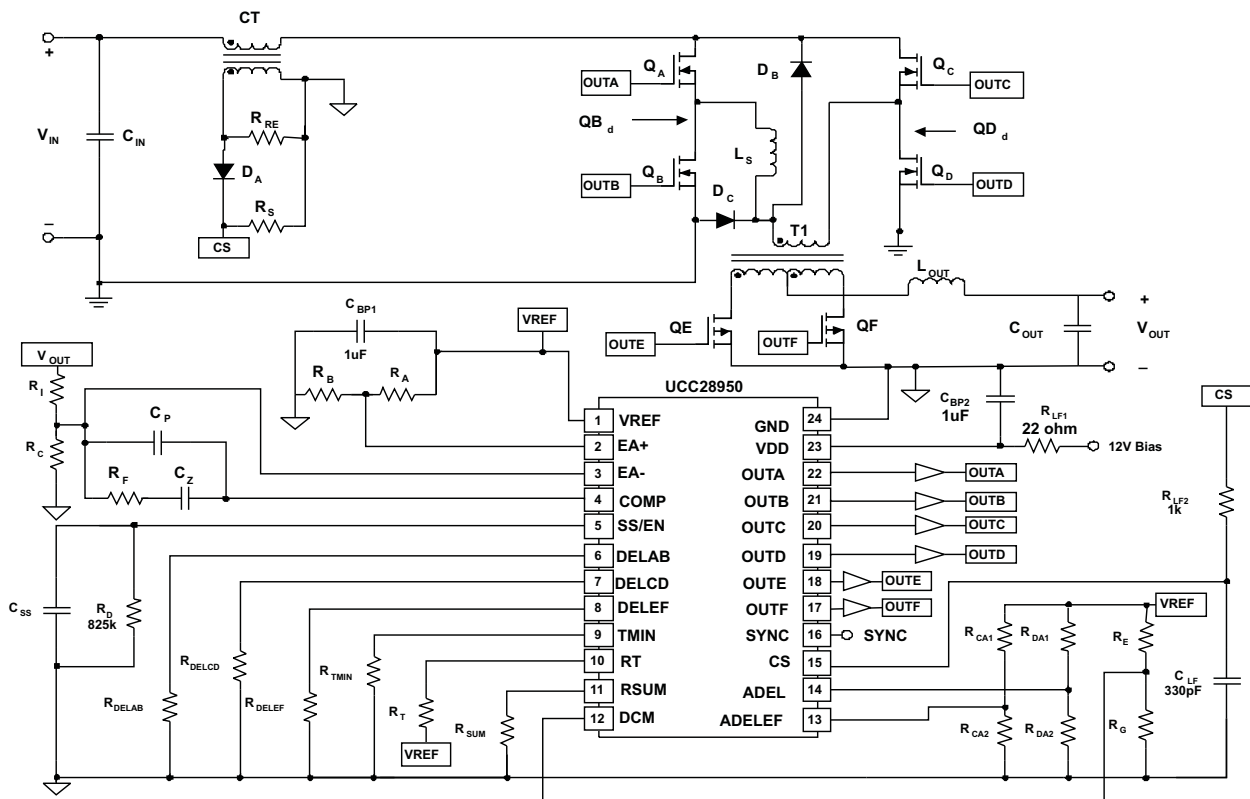 CT
+
V IN
C IN
R RE
D A
R S
CS
−
Q A
OUTA
QB d
OUTB
Q B
L S
D B
D C
T1
Q C
OUTC
QD d
Q D
OUTD
L OUT
+
C OUT
V OUT
−
QE
OUTE
QF
OUTF
C BP1
1uF
R B
R A
VREF
V OUT
R I
R C
C P
R F
C Z
C BP2
1uF
R LF1
22 ohm
12V Bias
CS
R LF2
1k
UCC28950
1 VREF
2 EA+
3 EA-
4 COMP
5 SS/EN
6 DELAB
7 DELCD
8 DELEF
9 TMIN
10 RT
11 RSUM
12 DCM
GND 24
VDD 23
OUTA 22 OUTA
OUTB 21 OUTB
OUTC 20 OUTC
OUTD 19 OUTD
OUTE 18 OUTE
OUTF 17 OUTF
SYNC 16 SYNC
CS 15
ADEL 14
ADELEF 13
C SS
R D
825k
R DELAB
R DELCD
R DELEF
R TMIN
R T
VREF
R SUM
R CA1
R DA1
VREF
R E
C LF
330pF
R CA2
R DA2
R G